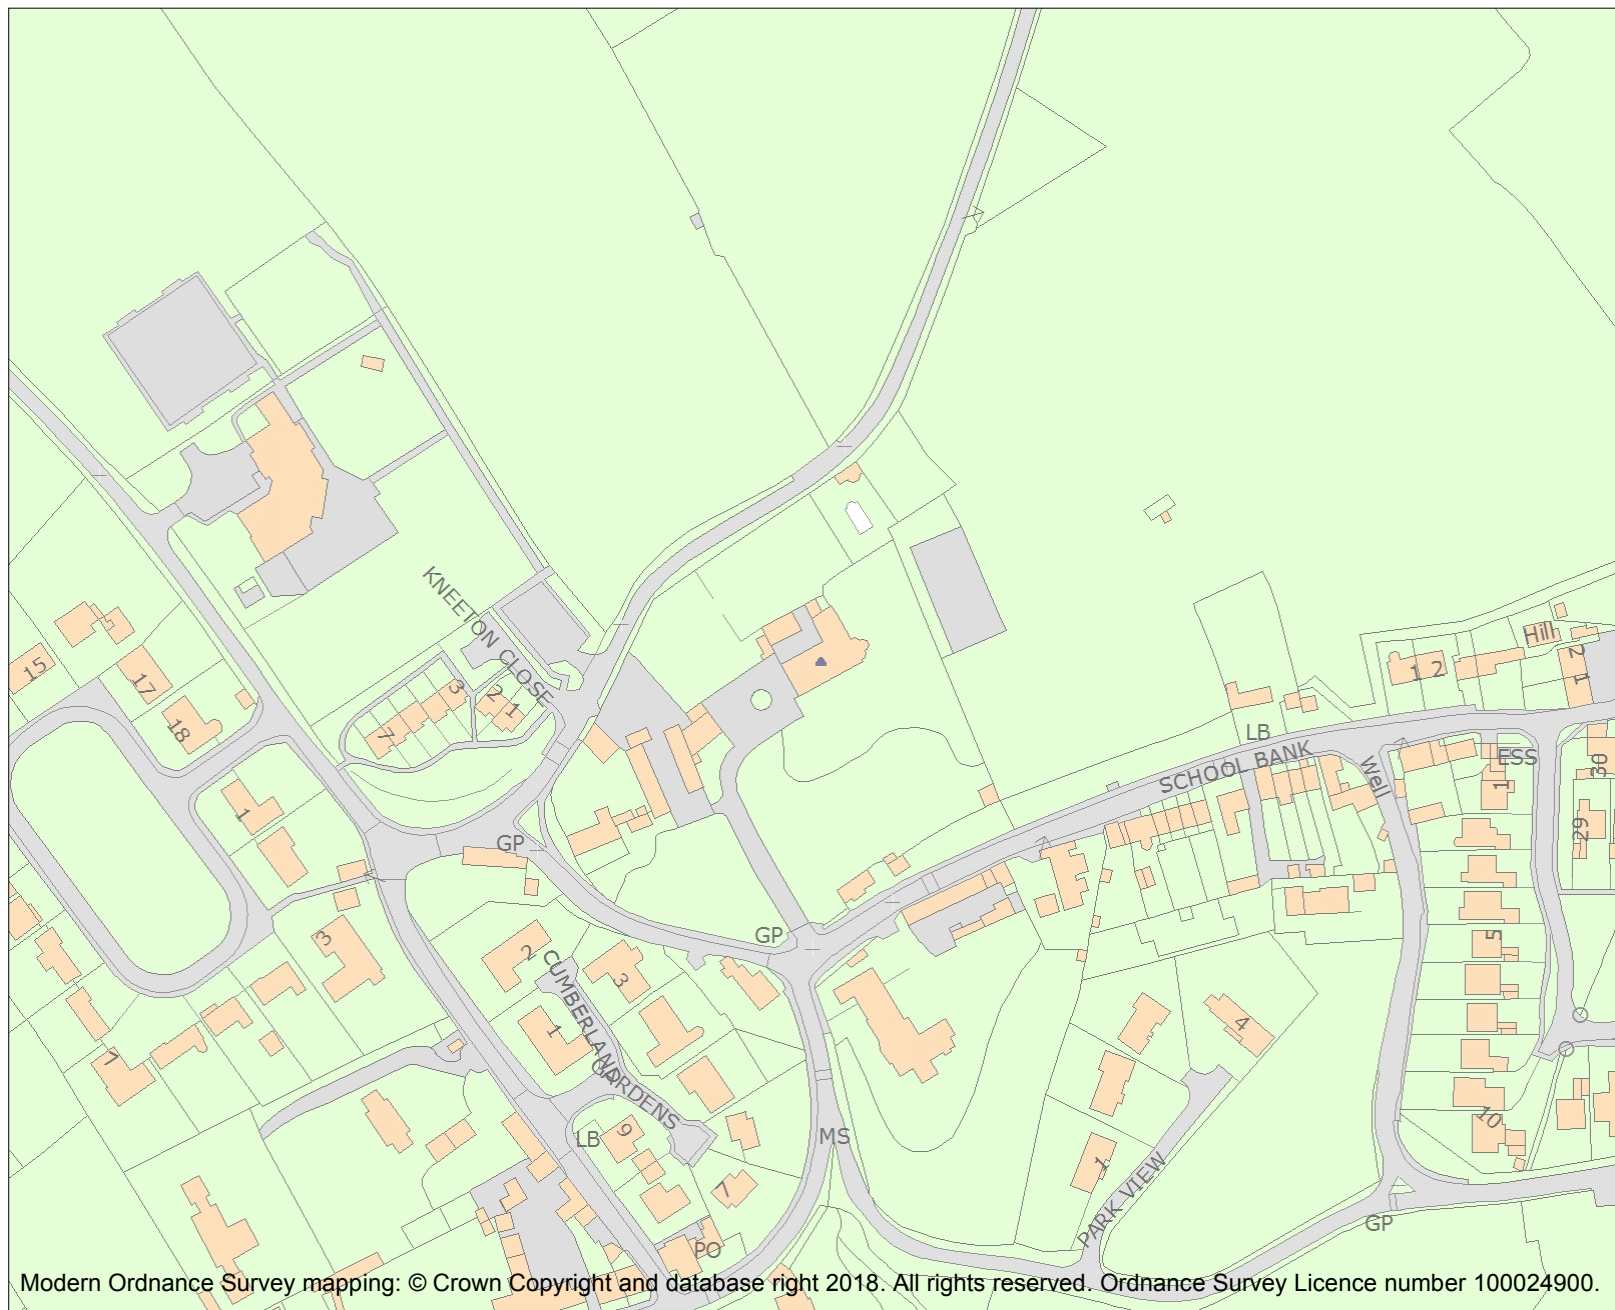 KNEETON CLOSE
15
17
18
3
2
1
7
Hill
1 2
2
1
LB
SCHOOL BANK
Well
ESS
1
30
29
1
GP
GP
3
2
3
CUMBERLAND
GARDENS
1
5
4
7
10
9
LB
MS
1
PARK VIEW
7
GP
PO
Modern Ordnance Survey mapping: © Crown Copyright and database right 2018. All rights reserved. Ordnance Survey Licence number 100024900.